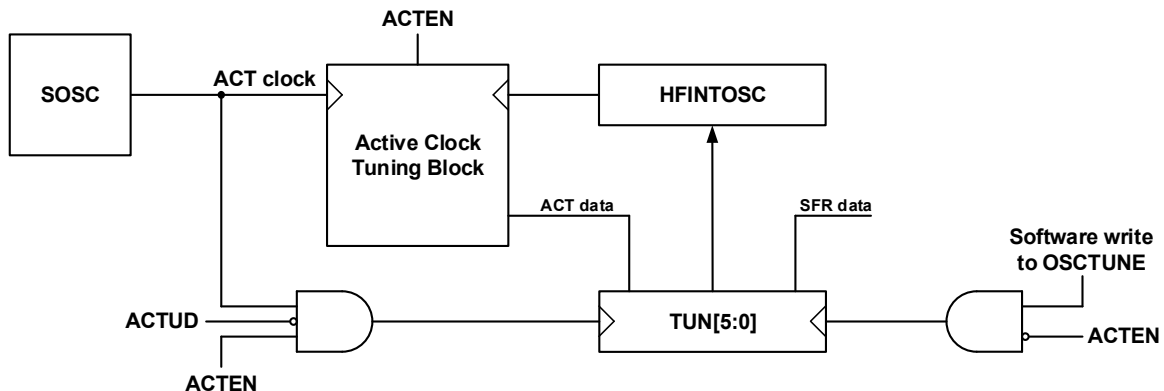 ACTEN
SOSC
ACT clock
HFINTOSC
Active Clock
Tuning Block
ACT data
SFR data
Software write
to OSCTUNE
ACTUD
TUN[5:0]
ACTEN
ACTEN